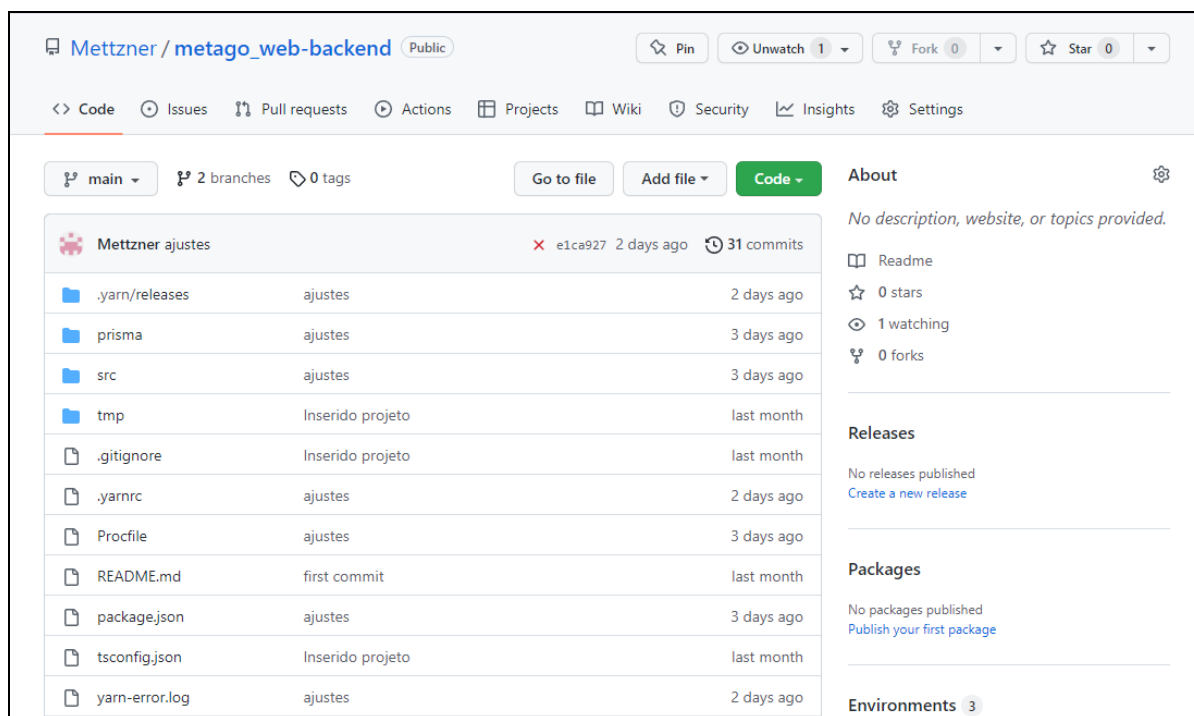 Mettzner / metago_web-backend Public
Pin Unwatch 1 Fork 0 Star 0
Code Issues Pull requests Actions Projects Wiki Security Insights Settings
main 2 branches 0 tags Go to file Add file Code
Mettzner ajustes e1ca927 2 days ago 31 commits
.yarn/releases ajustes 2 days ago
prisma ajustes 3 days ago
src ajustes 3 days ago
tmp Inserido projeto last month
.gitignore Inserido projeto last month
.yarnrc ajustes 2 days ago
Procfile ajustes 3 days ago
README.md first commit last month
package.json ajustes 3 days ago
tsconfig.json Inserido projeto last month
yarn-error.log ajustes 2 days ago
About
No description, website, or topics provided.
Readme
0 stars
1 watching
0 forks
Releases
No releases published
Create a new release
Packages
No packages published
Publish your first package
Environments 3